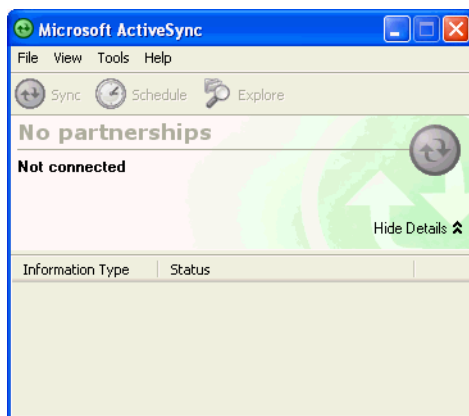 Microsoft ActiveSync
File View Tools Help
Sync Schedule Explore
No partnerships
Not connected
Hide Details
Information Type Status